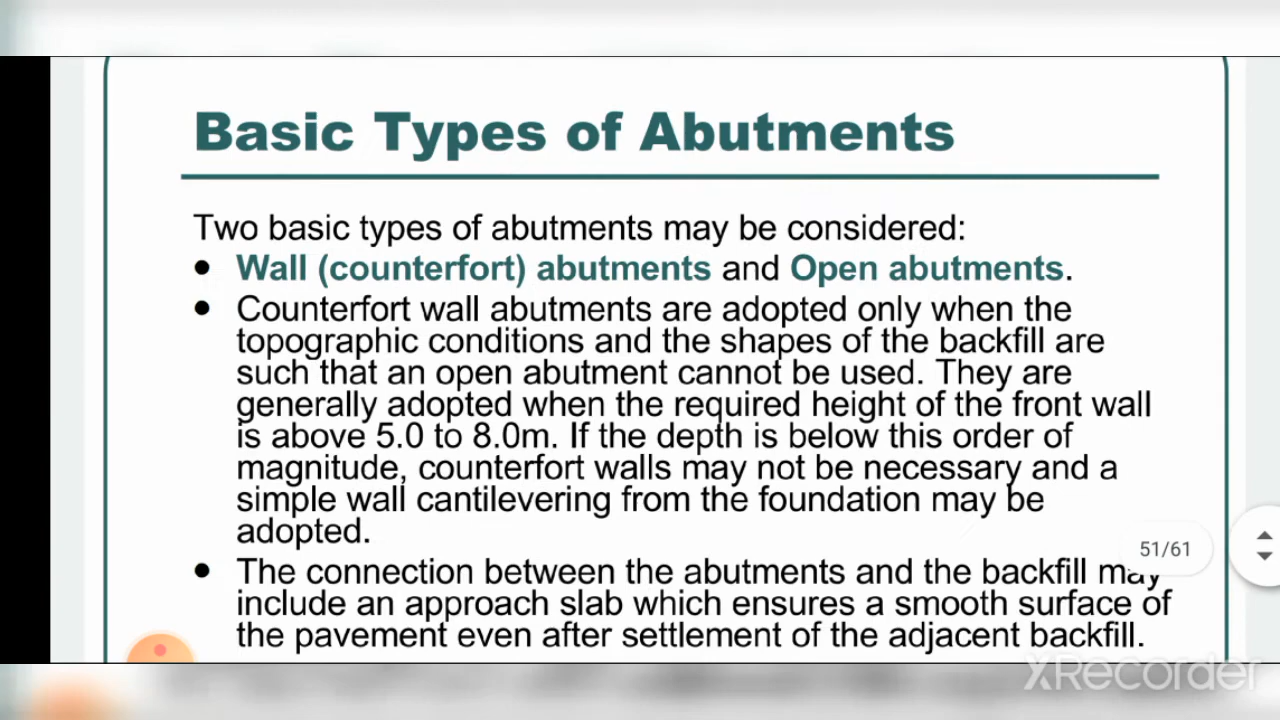 Basic Types of Abutments
Two basic types of abutments may be considered:
• Wall (counterfort) abutments and Open abutments.
• Counterfort wall abutments are adopted only when the
topographic conditions and the shapes of the backfill are
such that an open abutment cannot be used. They are
generally adopted when the required height of the front wall
is above 5.0 to 8.0m. If the depth is below this order of
magnitude, counterfort walls may not be necessary and a
simple wall cantilevering from the foundation may be
adopted.
51/61
• The connection between the abutments and the backfill may
include an approach slab which ensures a smooth surface of
the pavement even after settlement of the adjacent backfill.
XRecorder